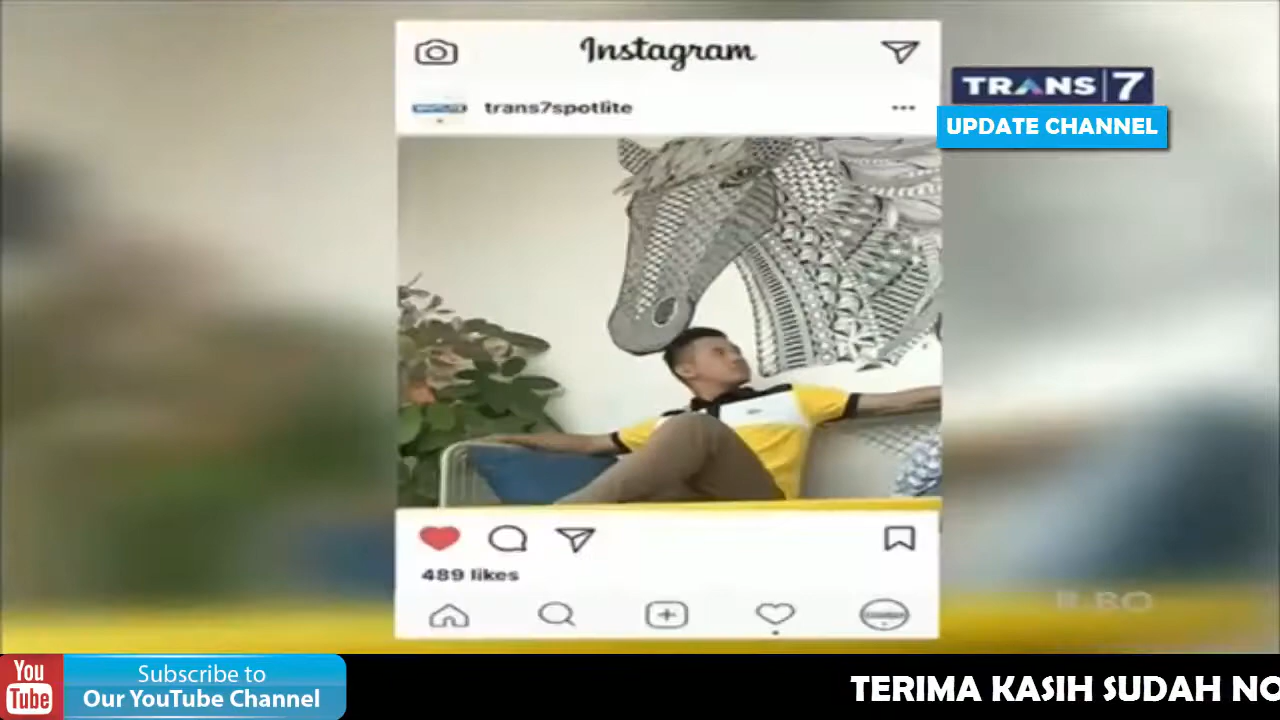 Instagram
trans7spotlite
TRANS|7
UPDATE CHANNEL
489 likes
R-BO
You
Tube
Subscribe to
Our YouTube Channel
TERIMA KASIH SUDAH NO